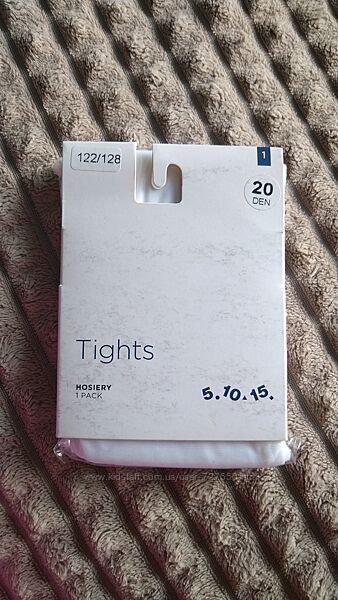 122/128
1
20
DEN
Tights
HOSIERY
1 PACK
5.10.15.